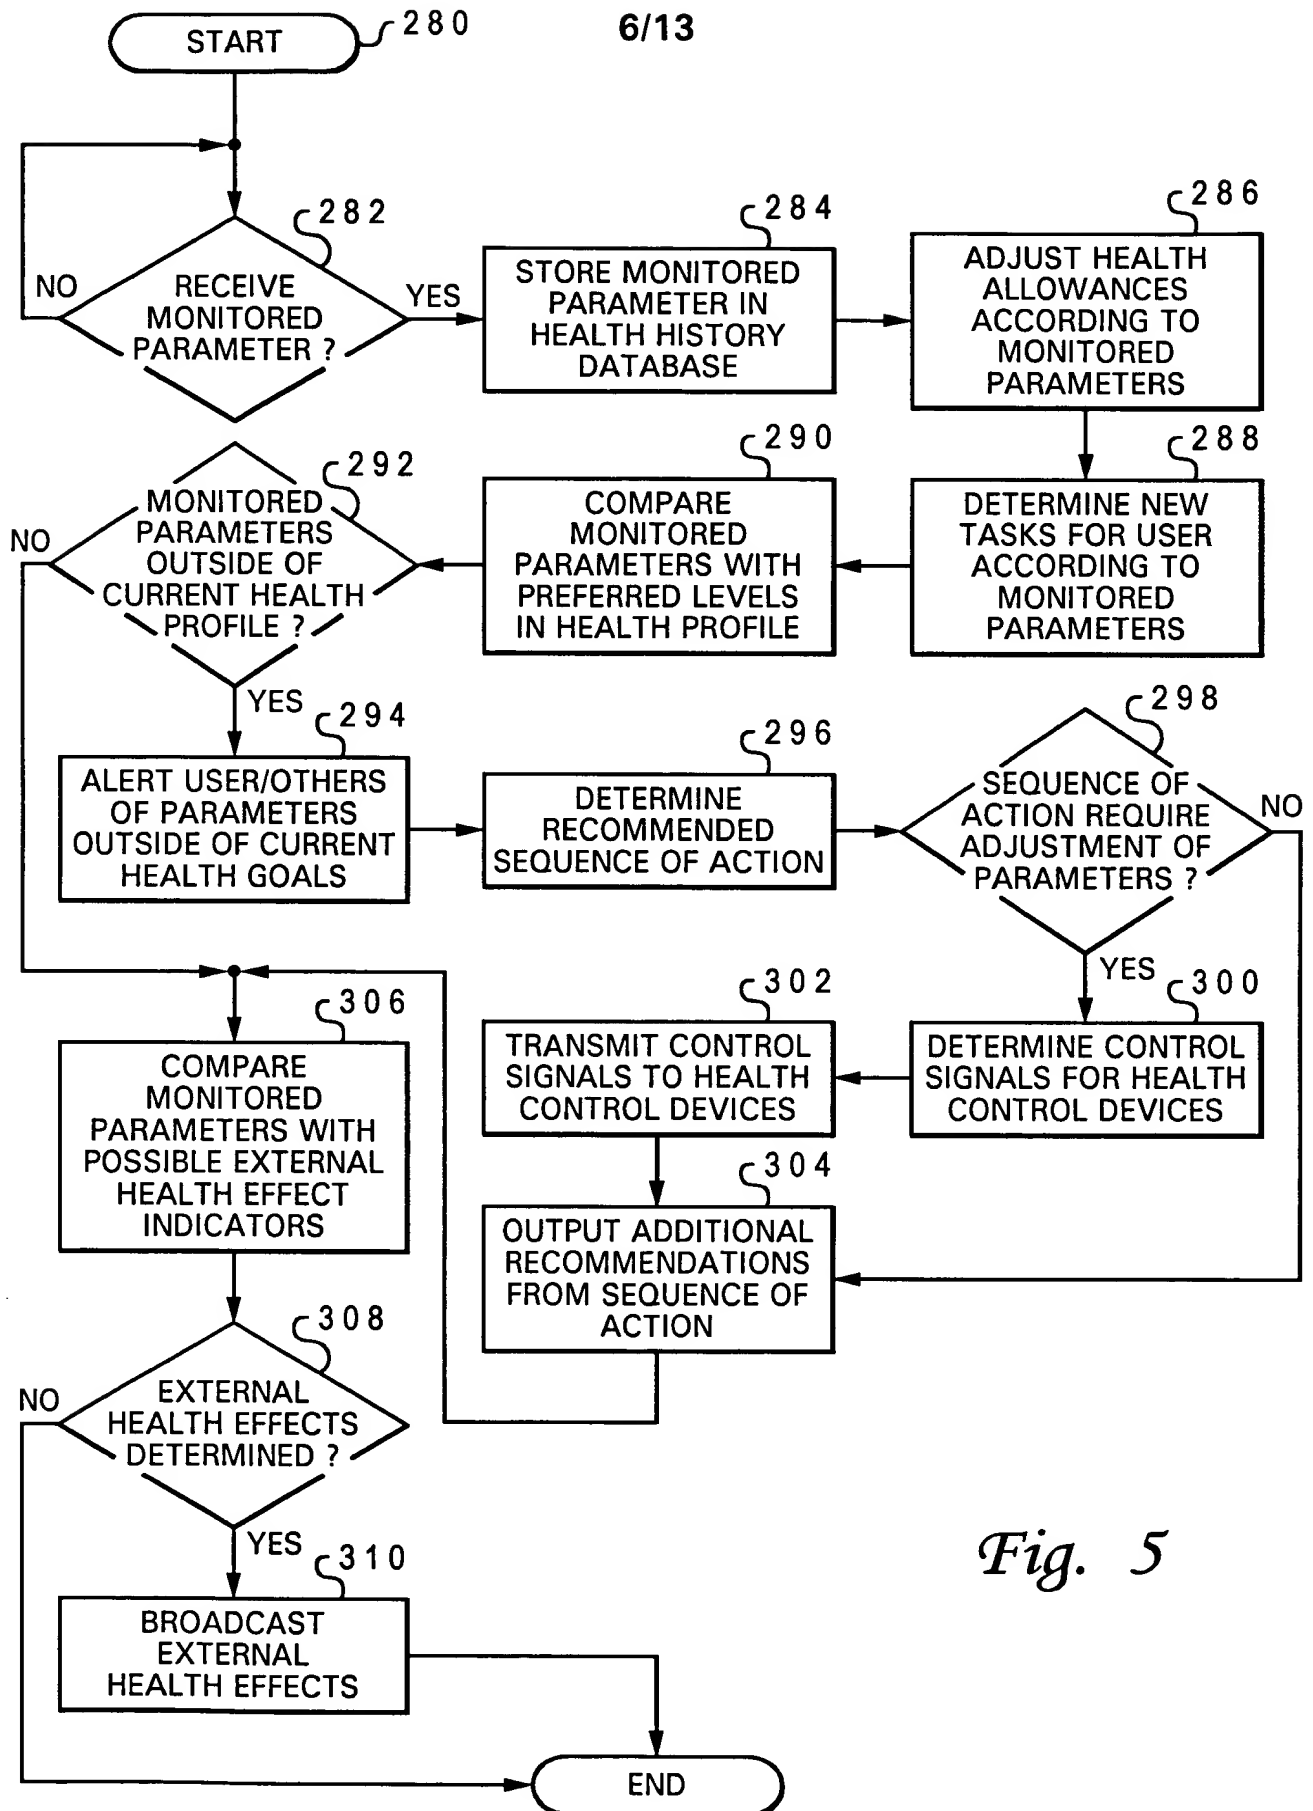 6/13
START
280
282
RECEIVE
MONITORED
PARAMETER ?
NO
YES
284
STORE MONITORED
PARAMETER IN
HEALTH HISTORY
DATABASE
286
ADJUST HEALTH
ALLOWANCES
ACCORDING TO
MONITORED
PARAMETERS
288
DETERMINE NEW
TASKS FOR USER
ACCORDING TO
MONITORED
PARAMETERS
290
COMPARE
MONITORED
PARAMETERS WITH
PREFERRED LEVELS
IN HEALTH PROFILE
292
MONITORED
PARAMETERS
OUTSIDE OF
CURRENT HEALTH
PROFILE ?
NO
YES
294
ALERT USER/OTHERS
OF PARAMETERS
OUTSIDE OF CURRENT
HEALTH GOALS
296
DETERMINE
RECOMMENDED
SEQUENCE OF ACTION
298
SEQUENCE OF
ACTION REQUIRE
ADJUSTMENT OF
PARAMETERS ?
NO
YES
300
DETERMINE CONTROL
SIGNALS FOR HEALTH
CONTROL DEVICES
302
TRANSMIT CONTROL
SIGNALS TO HEALTH
CONTROL DEVICES
304
OUTPUT ADDITIONAL
RECOMMENDATIONS
FROM SEQUENCE OF
ACTION
306
COMPARE
MONITORED
PARAMETERS WITH
POSSIBLE EXTERNAL
HEALTH EFFECT
INDICATORS
308
EXTERNAL
HEALTH EFFECTS
DETERMINED ?
NO
YES
310
BROADCAST
EXTERNAL
HEALTH EFFECTS
END
Fig. 5